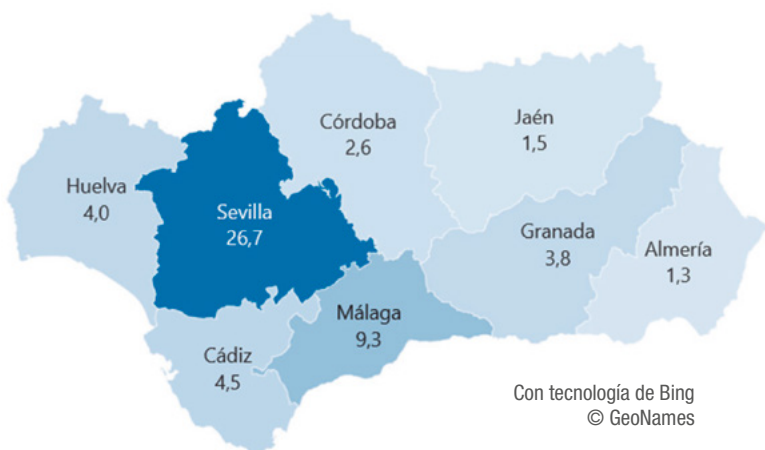 Córdoba
2,6
Jaén
1,5
Huelva
4,0
Sevilla
26,7
Granada
3,8
Almería
1,3
Málaga
9,3
Cádiz
4,5
Con tecnología de Bing
© GeoNames